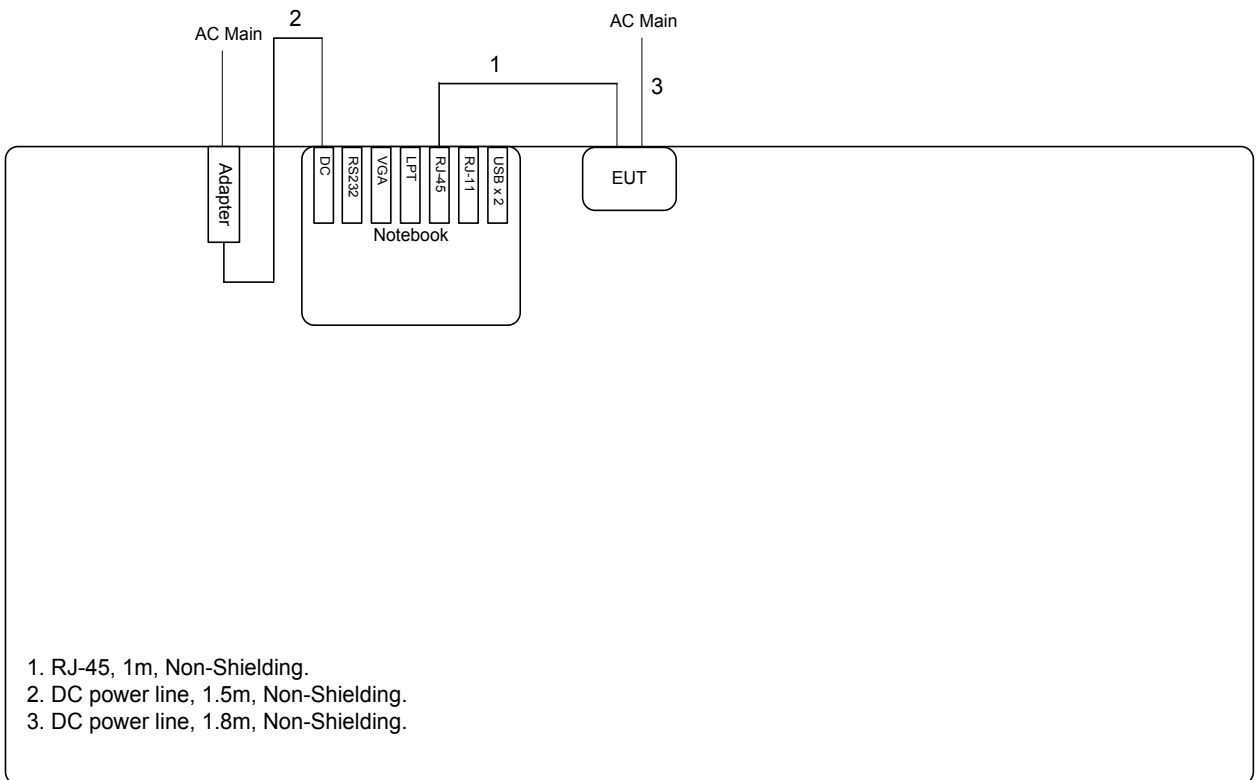 2
AC Main
AC Main
1
3
Adapter
DC
RS232
VGA
LPT
RJ-45
RJ-11
USB x 2
EUT
Notebook
1. RJ-45, 1m, Non-Shielding.
2. DC power line, 1.5m, Non-Shielding.
3. DC power line, 1.8m, Non-Shielding.